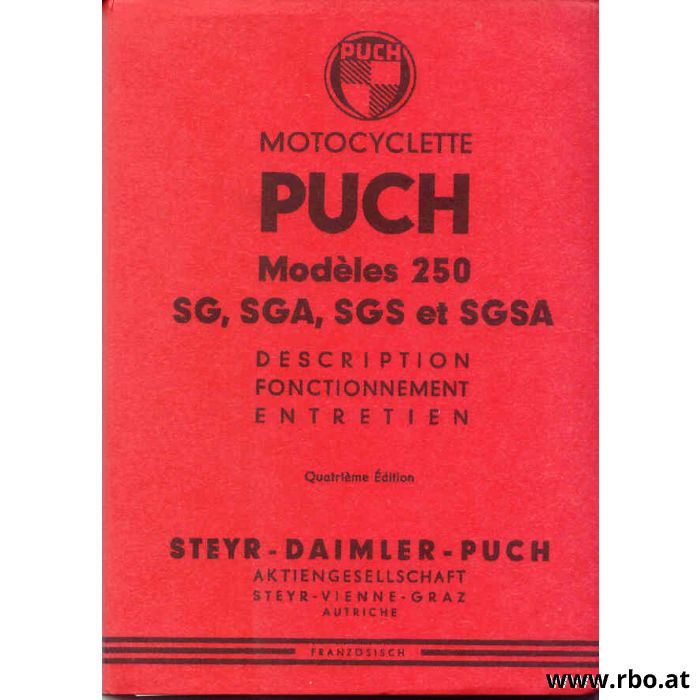 PUCH
MOTOCYCLETTE
PUCH
Modèles 250
SG, SGA, SGS et SGSA
DESCRIPTION
FONCTIONNEMENT
ENTRETIEN
Quatrième Édition
STEYR-DAIMLER-PUCH
AKTIENGESELLSCHAFT
STEYR-VIENNE-GRAZ
AUTRICHE
FRANZÖSISCH
www.rbo.at